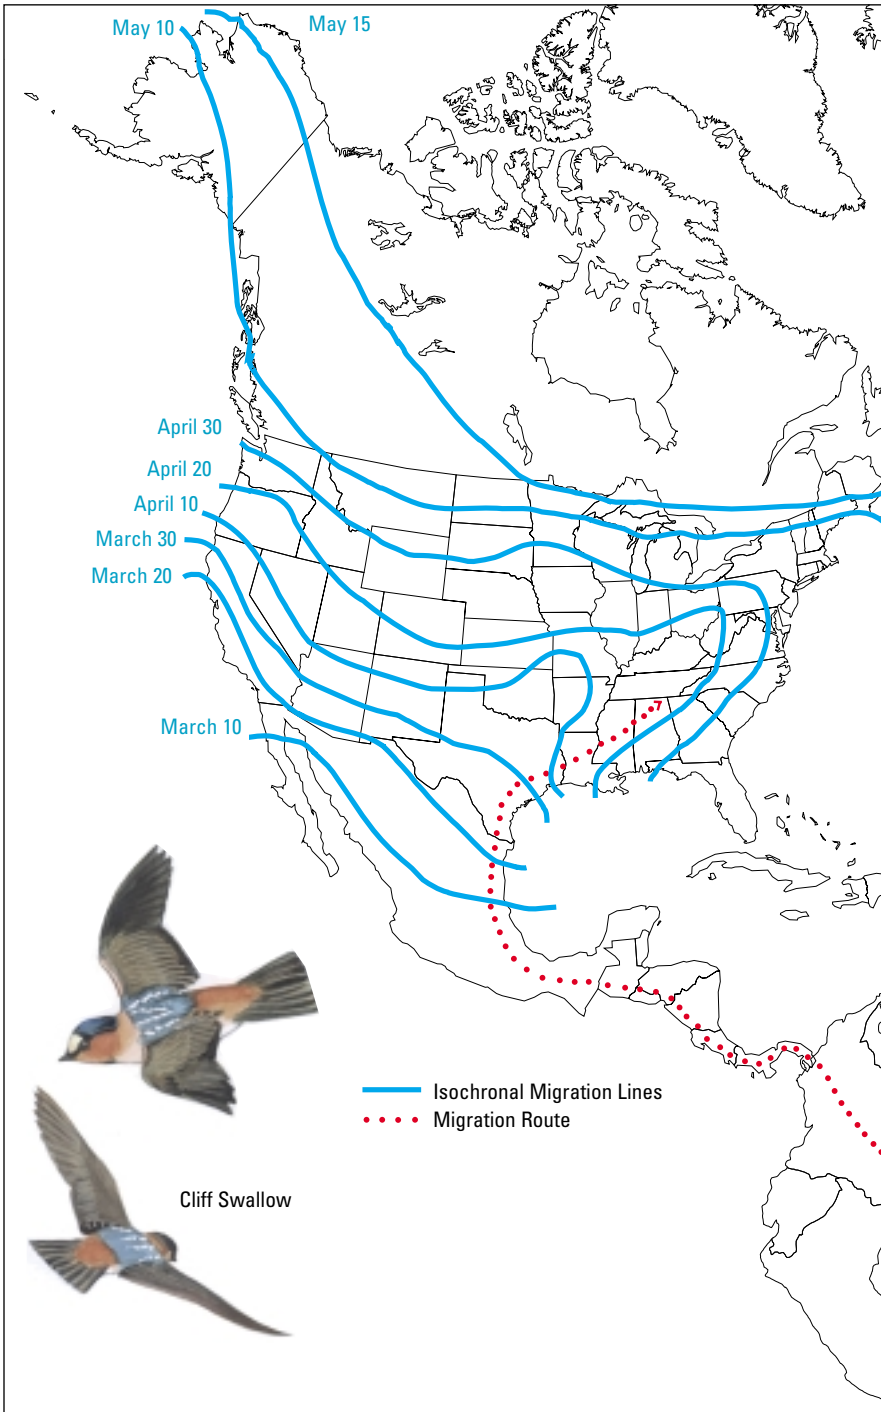 May 10
May 15
April 30
April 20
April 10
March 30
March 20
March 10
Isochronal Migration Lines
Migration Route
Cliff Swallow